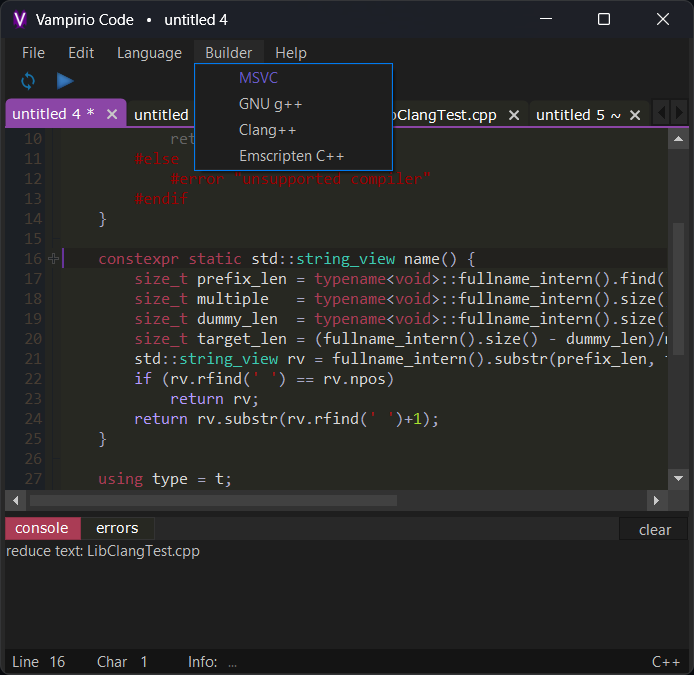 V Vampirio Code • untitled 4
File Edit Language Builder Help
MSVC
GNU g++
Clang++
Emscripten C++
untitled 4 * × untitled bClangTest.cpp × untitled 5 ~ ×
10 ret
11 #else
12 #error "unsupported compiler"
13 #endif
14 }
15
16 constexpr static std::string_view name() {
17 size_t prefix_len = typename<void>::fullname_intern().find(
18 size_t multiple = typename<void>::fullname_intern().size(
19 size_t dummy_len = typename<void>::fullname_intern().size(
20 size_t target_len = (fullname_intern().size() - dummy_len)/m
21 std::string_view rv = fullname_intern().substr(prefix_len,
22 if (rv.rfind(' ') == rv.npos)
23 return rv;
24 return rv.substr(rv.rfind(' ')+1);
25 }
26
27 using type = t;
console errors clear
reduce text: LibClangTest.cpp
Line 16 Char 1 Info: ... C++